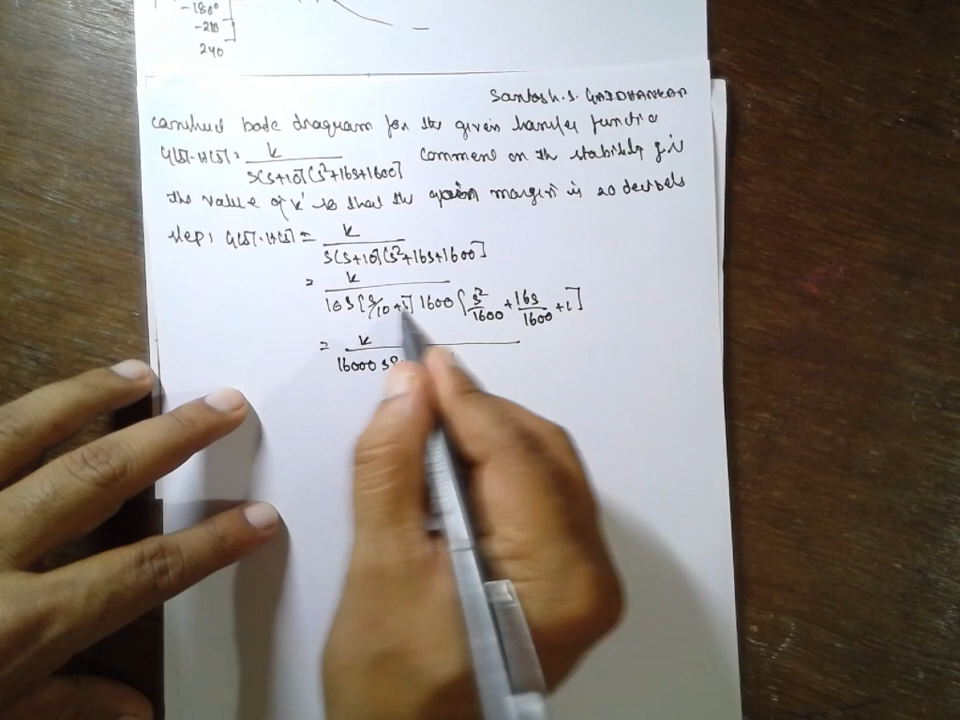 -180°
-210
240
Santosh.S. GAIDHANKAR
construct bode diagram for the given transfer function
G(s).H(s) = K / s(s+10)(s²+16s+1600] comment on the stability give
the value of 'K' so that the gain margin is 20 decibels
step: G(s).H(s) = K / s(s+10)(s²+16s+1600]
= K / 10s[s/10+1] 1600 [s²/1600 + 16s/1600 + 1]
= K / 16000 s